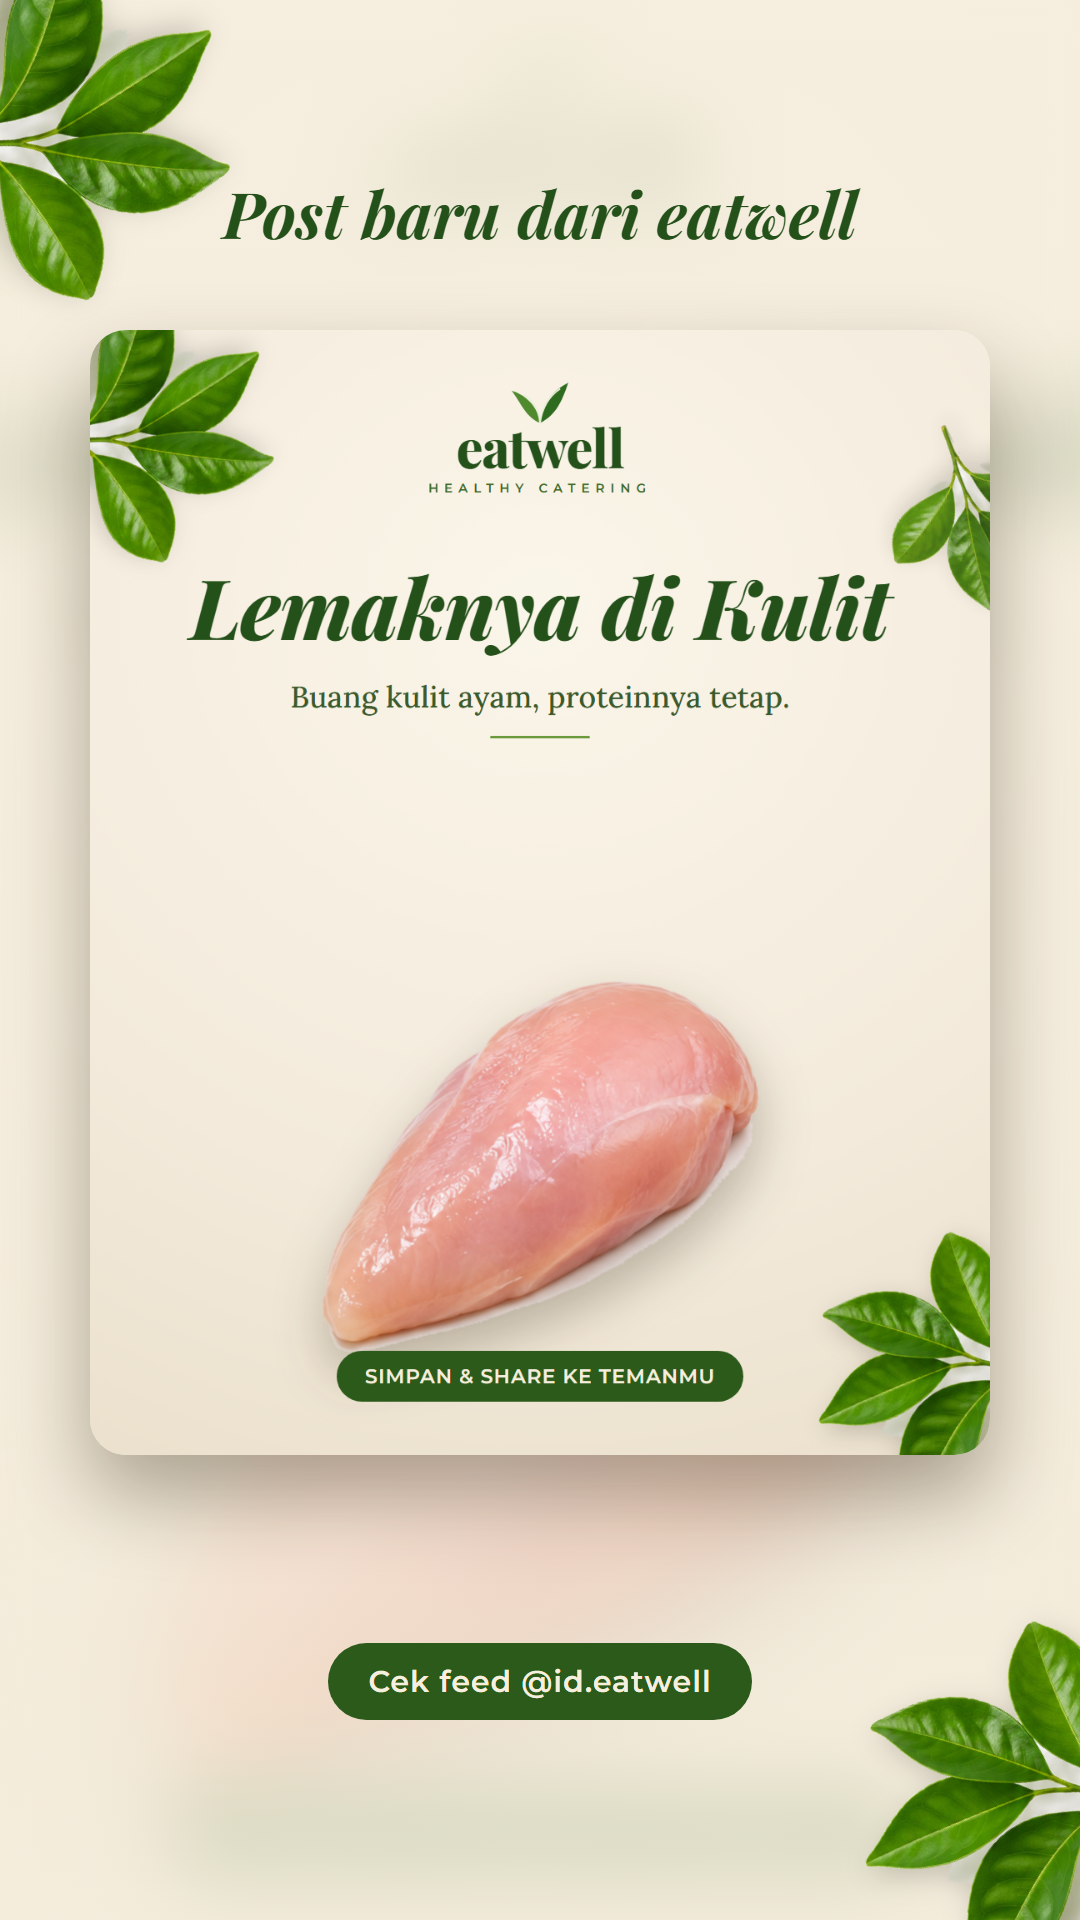 Post baru dari eatwell
eatwell
HEALTHY CATERING
Lemaknya di Kulit
Buang kulit ayam, proteinnya tetap.
SIMPAN & SHARE KE TEMANMU
Cek feed @id.eatwell